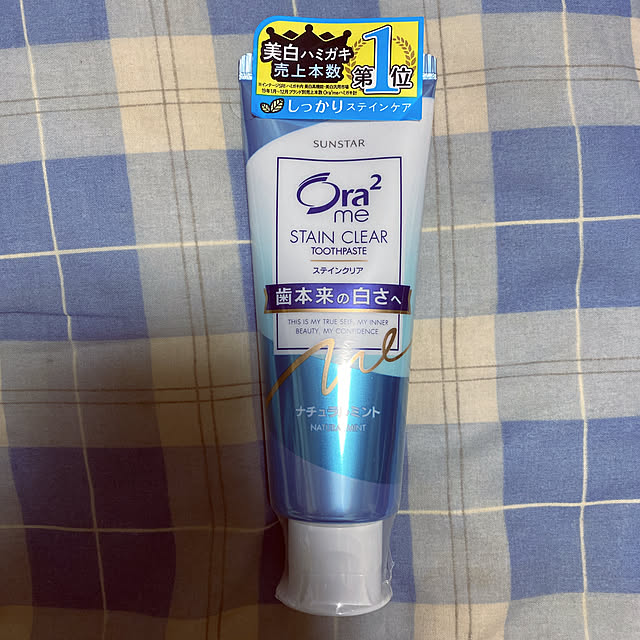 美白ハミガキ
売上本数
第1位
しっかりステインケア
SUNSTAR
Ora²
me
STAIN CLEAR
TOOTHPASTE
ステインクリア
歯本来の白さへ
THIS IS MY TRUE SELF, MY INNER
BEAUTY, MY CONFIDENCE
me
ナチュラルミント
NATURAL MINT